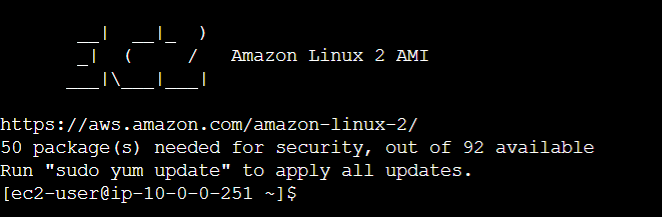 __|  __|_  )
_|  (     /   Amazon Linux 2 AMI
___|\___|___|
https://aws.amazon.com/amazon-linux-2/
50 package(s) needed for security, out of 92 available
Run "sudo yum update" to apply all updates.
[ec2-user@ip-10-0-0-251 ~]$